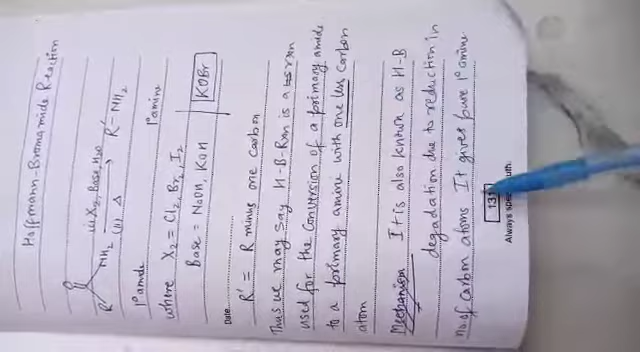 Hoffmann-Bromamide Reaction
O
R NH2 (i) X2, Base, H2O (ii) Δ R'-NH2
1° amide 1° amine
where X2 = Cl2, Br2, I2
Base = NaOH, KOH KOBr
Date
R' = R minus one carbon
Thus we may say H-B-Rxn is a rxn
used for the conversion of a primary amide
to a primary amine with one less carbon
atom
Mechanism It is also known as H-B
degradation due to reduction in
no. of carbon atoms It gives pure 1° amine
131
Always